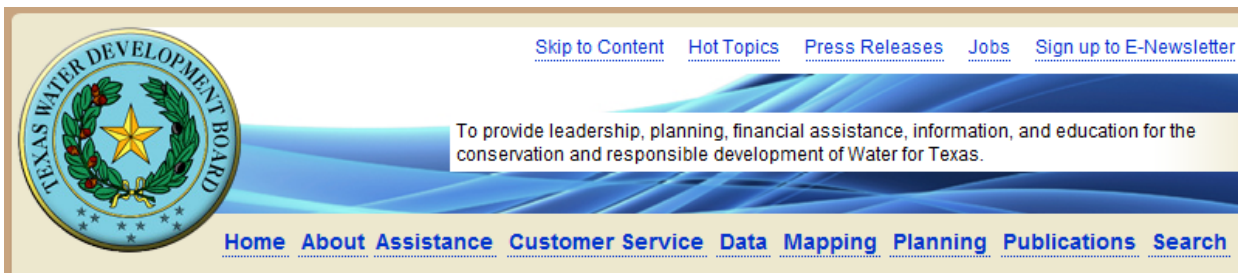 TEXAS WATER DEVELOPMENT BOARD
Skip to Content Hot Topics Press Releases Jobs Sign up to E-Newsletter
To provide leadership, planning, financial assistance, information, and education for the
conservation and responsible development of Water for Texas.
Home About Assistance Customer Service Data Mapping Planning Publications Search